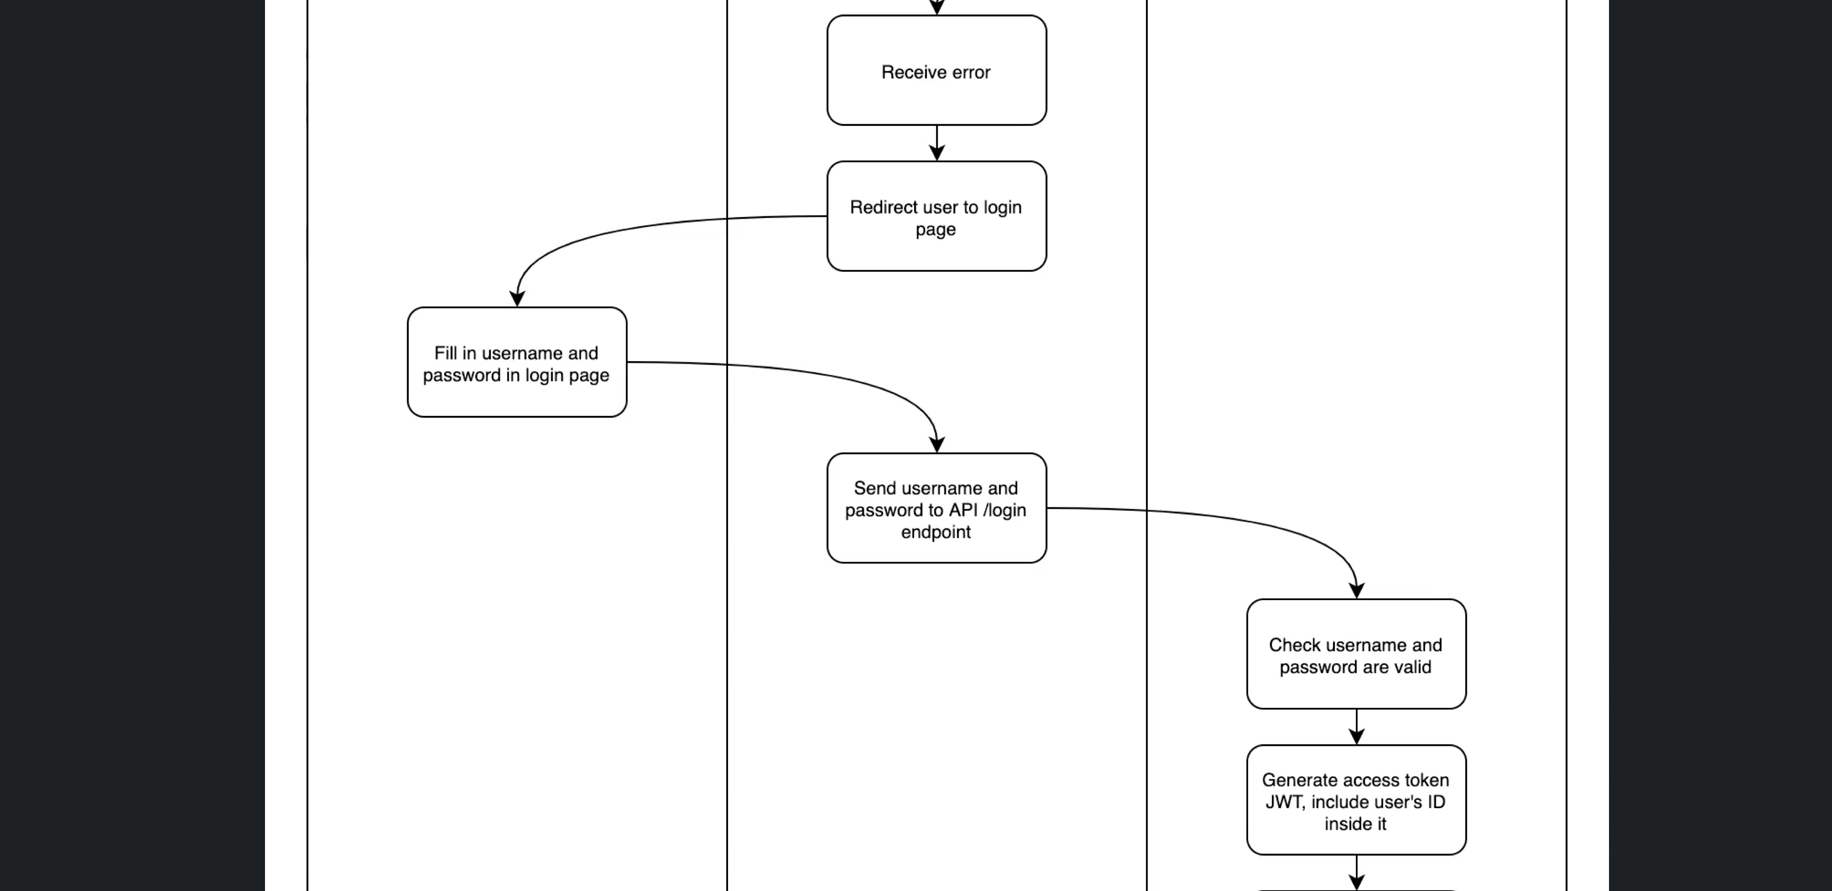 Receive error
Redirect user to login
page
Fill in username and
password in login page
Send username and
password to API /login
endpoint
Check username and
password are valid
Generate access token
JWT, include user's ID
inside it